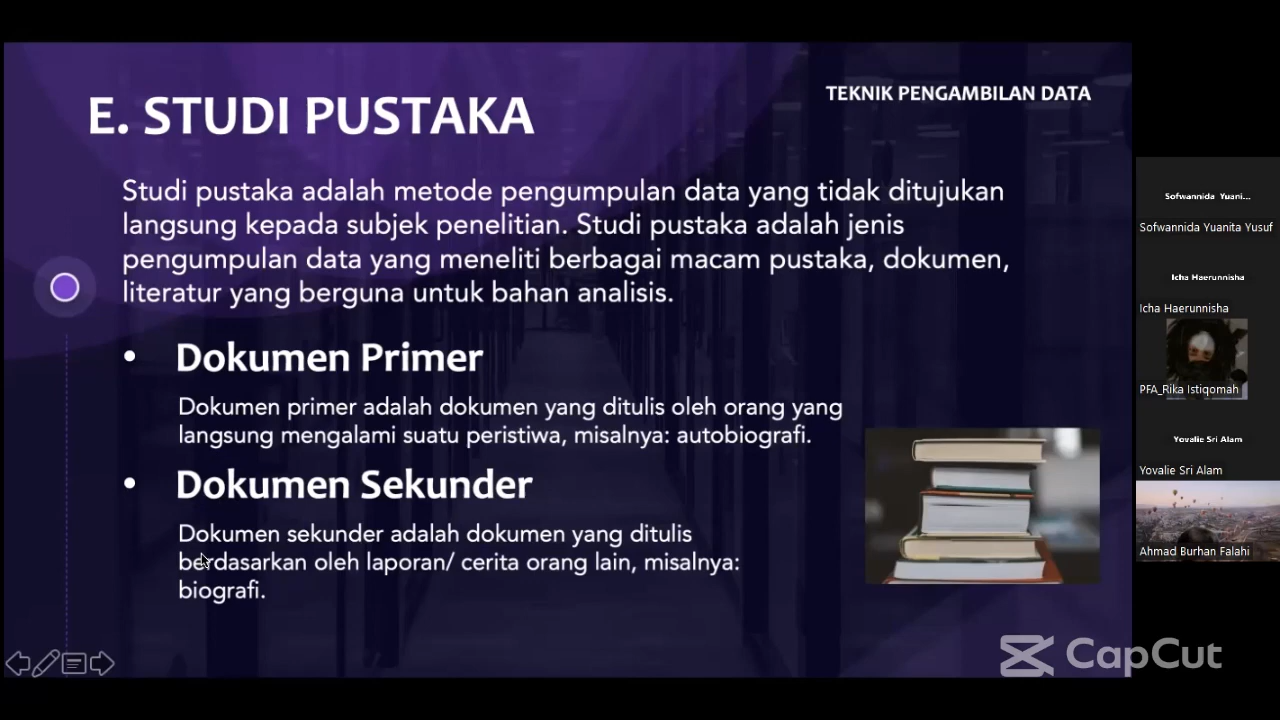 TEKNIK PENGAMBILAN DATA
E. STUDI PUSTAKA
Studi pustaka adalah metode pengumpulan data yang tidak ditujukan
langsung kepada subjek penelitian. Studi pustaka adalah jenis
pengumpulan data yang meneliti berbagai macam pustaka, dokumen,
literatur yang berguna untuk bahan analisis.
• Dokumen Primer
Dokumen primer adalah dokumen yang ditulis oleh orang yang
langsung mengalami suatu peristiwa, misalnya: autobiografi.
• Dokumen Sekunder
Dokumen sekunder adalah dokumen yang ditulis
berdasarkan oleh laporan/ cerita orang lain, misalnya:
biografi.
Sofwannida Yuani...
Sofwannida Yuanita Yusuf
Icha Haerunnisha
Icha Haerunnisha
PFA_Rika Istiqomah
Yovalie Sri Alam
Yovalie Sri Alam
Ahmad Burhan Falahi
CapCut